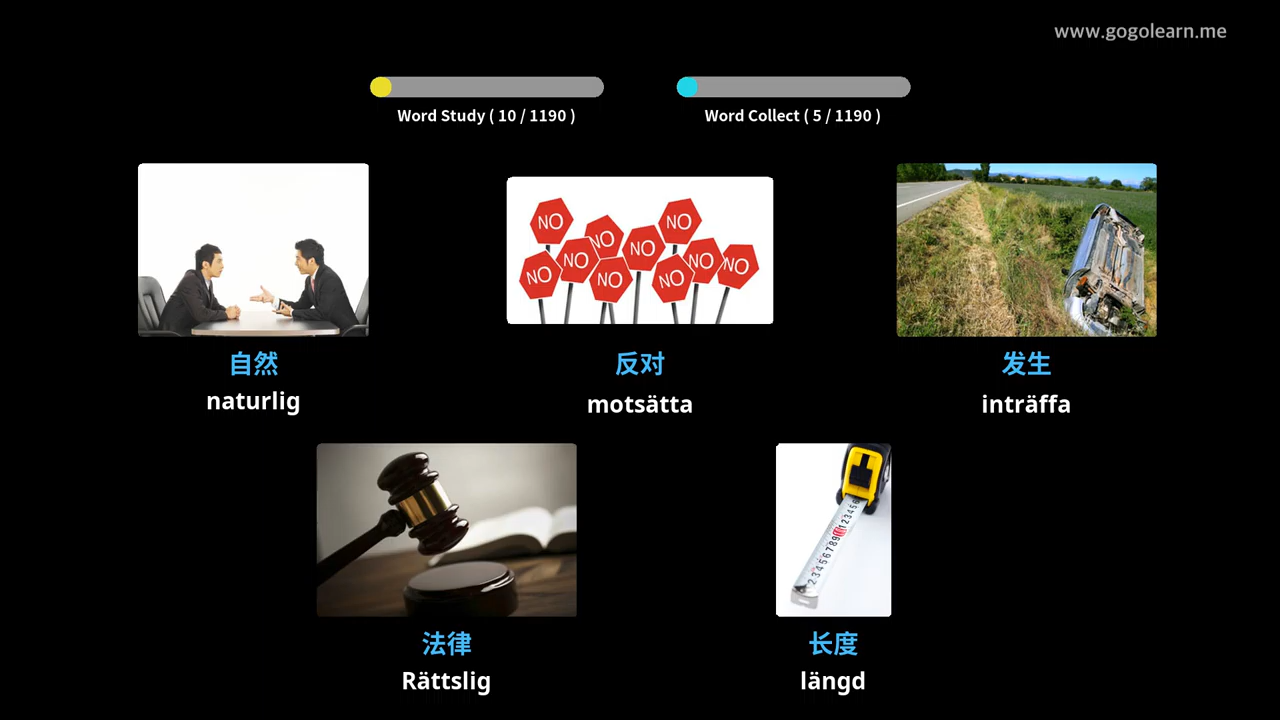 www.gogolearn.me
Word Study ( 10 / 1190 )
Word Collect ( 5 / 1190 )
NO
NO
NO
NO
NO
NO
NO
NO
NO
NO
自然
naturlig
反对
motsätta
发生
inträffa
法律
Rättslig
长度
längd